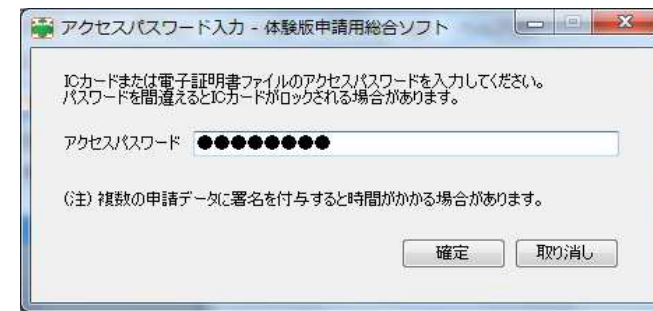 アクセスパスワード入力 - 体験版申請用総合ソフト
ICカードまたは電子証明書ファイルのアクセスパスワードを入力してください。
パスワードを間違えるとICカードがロックされる場合があります。
アクセスパスワード ●●●●●●●●
(注) 複数の申請データに署名を付与すると時間がかかる場合があります。
確定 取り消し